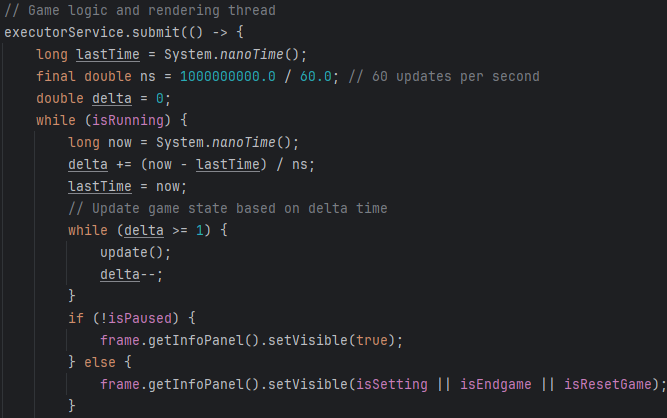 // Game logic and rendering thread
executorService.submit(() -> {
    long lastTime = System.nanoTime();
    final double ns = 1000000000.0 / 60.0; // 60 updates per second
    double delta = 0;
    while (isRunning) {
        long now = System.nanoTime();
        delta += (now - lastTime) / ns;
        lastTime = now;
        // Update game state based on delta time
        while (delta >= 1) {
            update();
            delta--;
        }
        if (!isPaused) {
            frame.getInfoPanel().setVisible(true);
        } else {
            frame.getInfoPanel().setVisible(isSetting || isEndgame || isResetGame);
        }